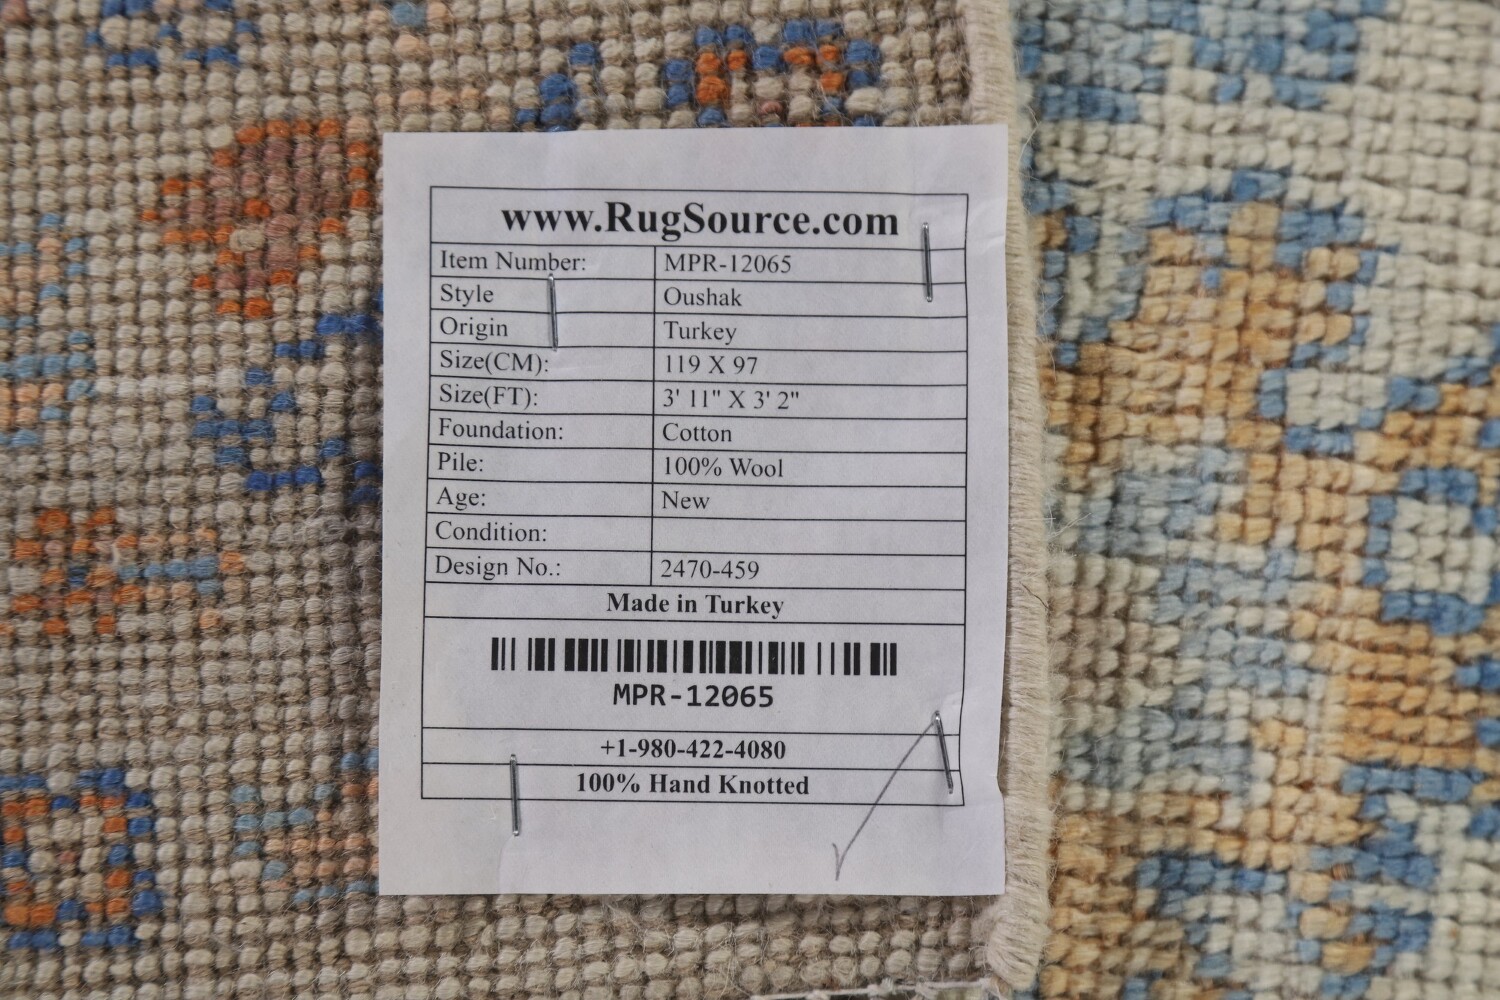 www.RugSource.com
Item Number: MPR-12065
Style Oushak
Origin Turkey
Size(CM): 119 X 97
Size(FT): 3' 11" X 3' 2"
Foundation: Cotton
Pile: 100% Wool
Age: New
Condition:
Design No.: 2470-459
Made in Turkey
MPR-12065
+1-980-422-4080
100% Hand Knotted